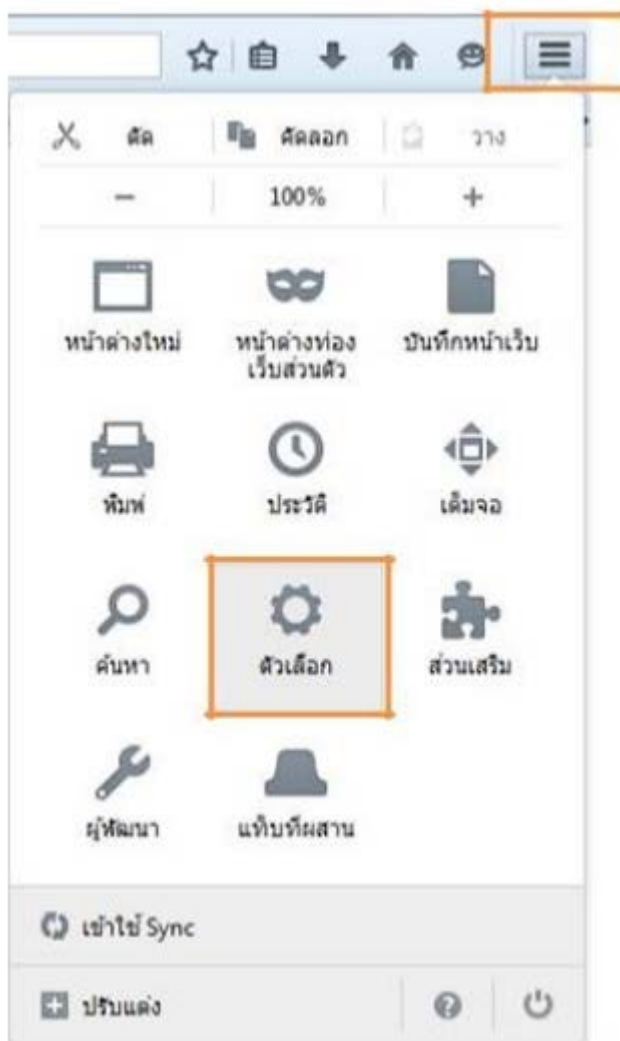 ตัด คัดลอก วาง
− 100% +
หน้าต่างใหม่ หน้าต่างท่อง บันทึกหน้าเว็บ
เว็บส่วนตัว
พิมพ์ ประวัติ เต็มจอ
ค้นหา ตัวเลือก ส่วนเสริม
ผู้พัฒนา แท็บที่ผสาน
เข้าใช้ Sync
ปรับแต่ง